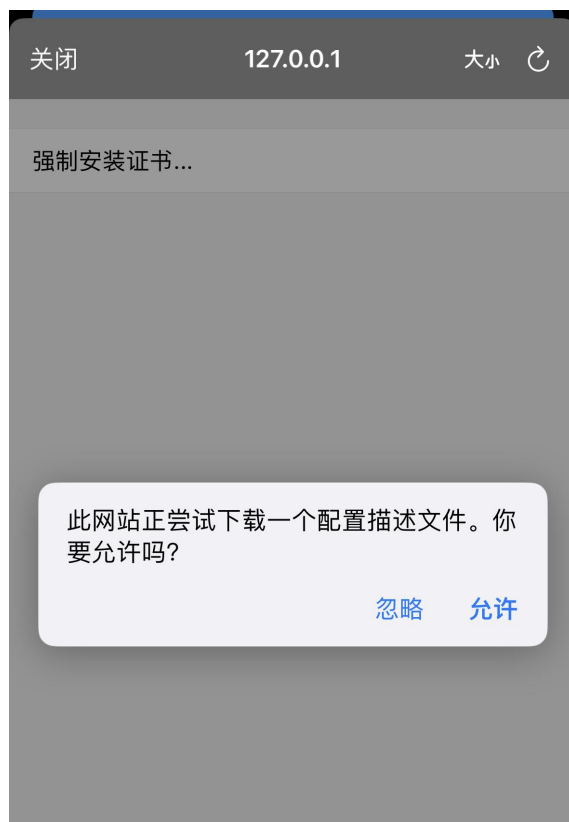 关闭 127.0.0.1 大小
强制安装证书...
此网站正尝试下载一个配置描述文件。你
要允许吗?
忽略 允许